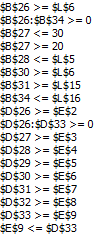 $B$26 >= $L$6
$B$26:$B$34 >= 0
$B$27 <= 30
$B$27 >= 20
$B$28 <= $L$5
$B$30 >= $L$6
$B$31 >= $L$15
$B$34 <= $L$16
$D$26 >= $E$2
$D$26:$D$33 >= 0
$D$27 >= $E$3
$D$28 >= $E$4
$D$29 >= $E$5
$D$30 >= $E$6
$D$31 >= $E$7
$D$32 >= $E$8
$D$33 >= $E$9
$E$9 <= $D$33